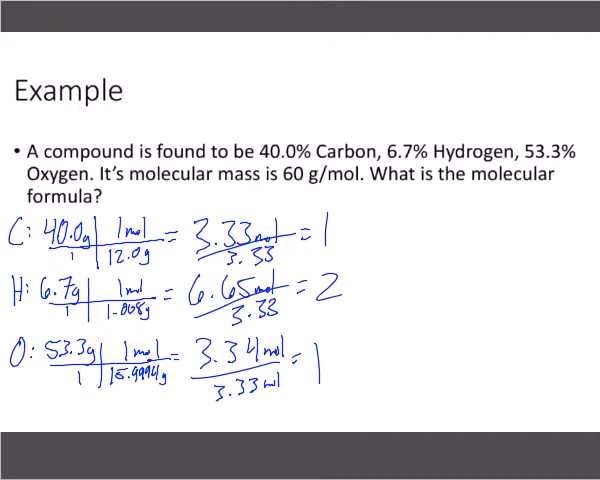 Example
• A compound is found to be 40.0% Carbon, 6.7% Hydrogen, 53.3%
Oxygen. It's molecular mass is 60 g/mol. What is the molecular
formula?
C: 40.0g | 1mol = 3.33mol = 1
1 | 12.0g 3.33
H: 6.7g | 1mol = 6.65mol = 2
1 | 1.008g 3.33
O: 53.3g | 1mol = 3.34mol = 1
1 | 15.9994g 3.33mol